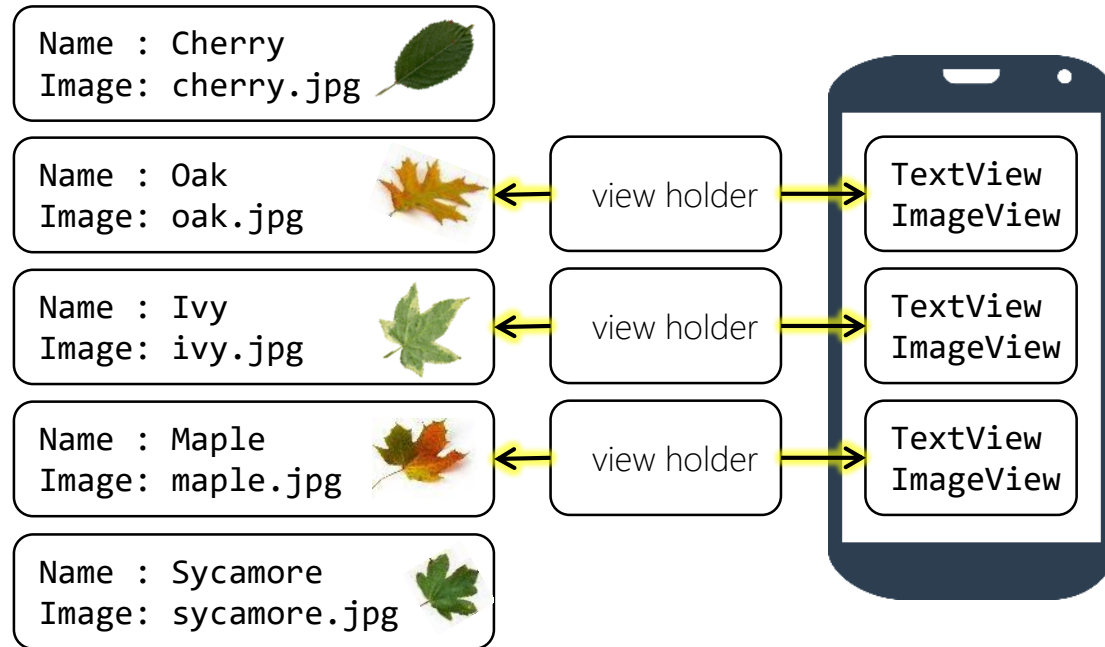 Name : Cherry
Image: cherry.jpg
Name : Oak
Image: oak.jpg
view holder
TextView
ImageView
Name : Ivy
Image: ivy.jpg
view holder
TextView
ImageView
Name : Maple
Image: maple.jpg
view holder
TextView
ImageView
Name : Sycamore
Image: sycamore.jpg